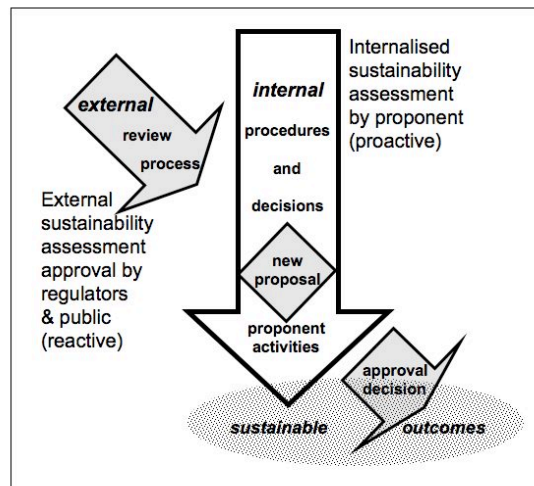 external
review
process
External
sustainability
assessment
approval by
regulators
& public
(reactive)
internal
procedures
and
decisions
new
proposal
proponent
activities
Internalised
sustainability
assessment
by proponent
(proactive)
approval
decision
sustainable
outcomes